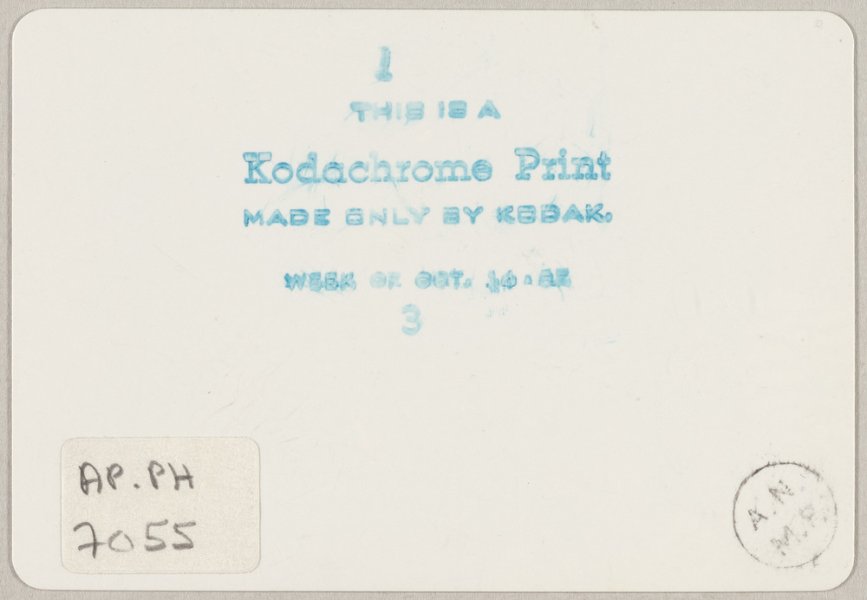 1
THIS IS A
Kodachrome Print
MADE ONLY BY KODAK.
WEEK OF OCT.
3
AP.PH
7055
A.N.
M.